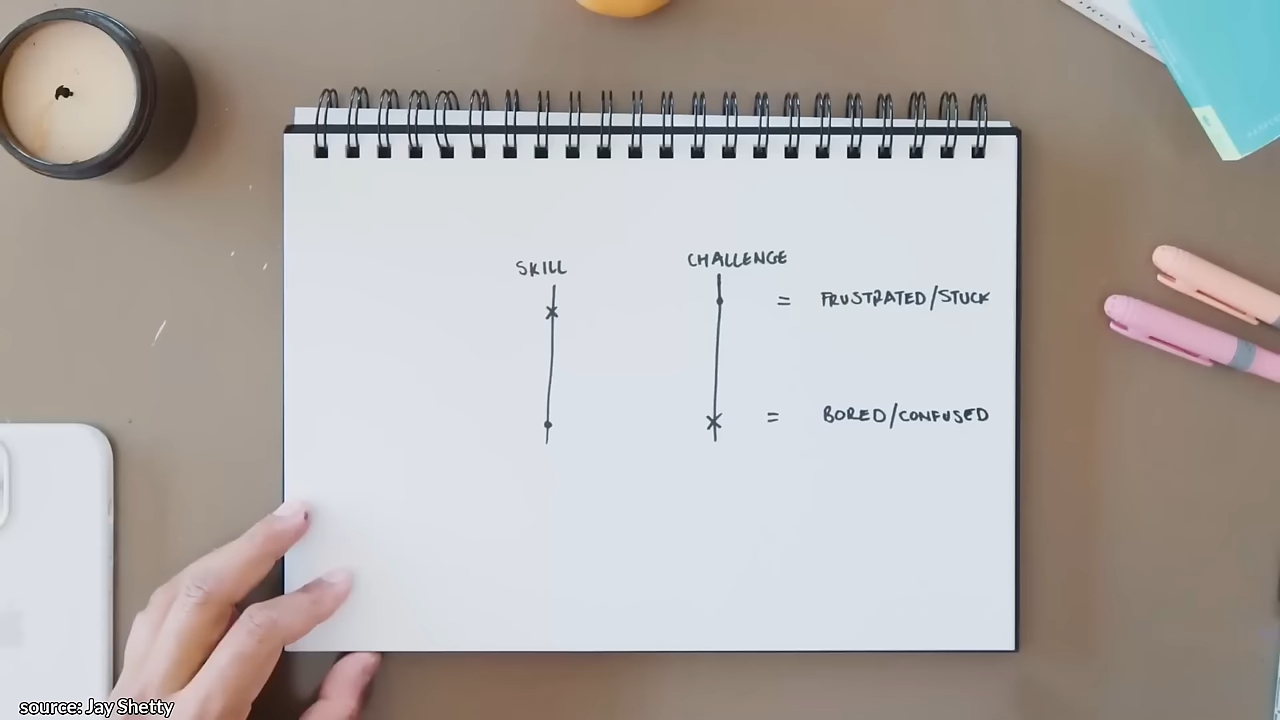 SKILL
CHALLENGE
= FRUSTRATED/STUCK
= BORED/CONFUSED
source: Jay Shetty